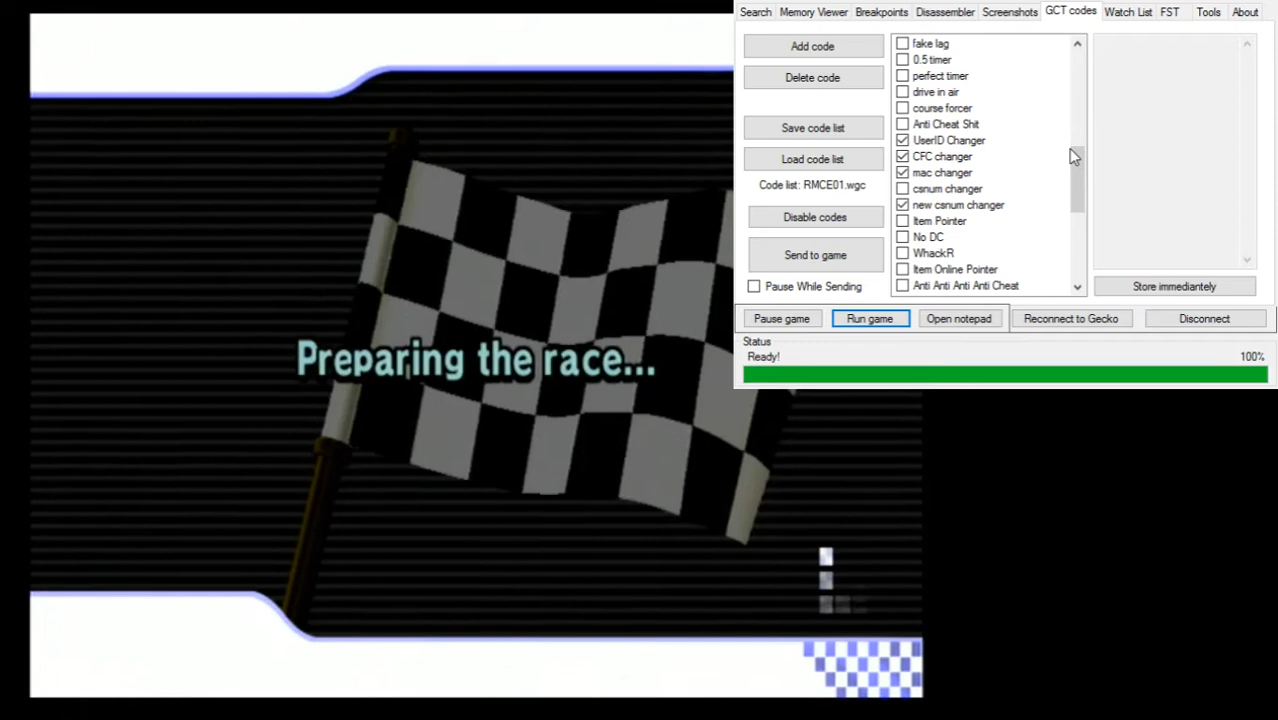 Search Memory Viewer Breakpoints Disassembler Screenshots GCT codes Watch List FST Tools About
Add code
Delete code
Save code list
Load code list
Code list: RMCE01.wgc
Disable codes
Send to game
Pause While Sending
fake lag
0.5 timer
perfect timer
drive in air
course forcer
Anti Cheat Shit
UserID Changer
CFC changer
mac changer
csnum changer
new csnum changer
Item Pointer
No DC
WhackR
Item Online Pointer
Anti Anti Anti Anti Cheat
Store immediantely
Pause game Run game Open notepad Reconnect to Gecko Disconnect
Status
Ready! 100%
Preparing the race...